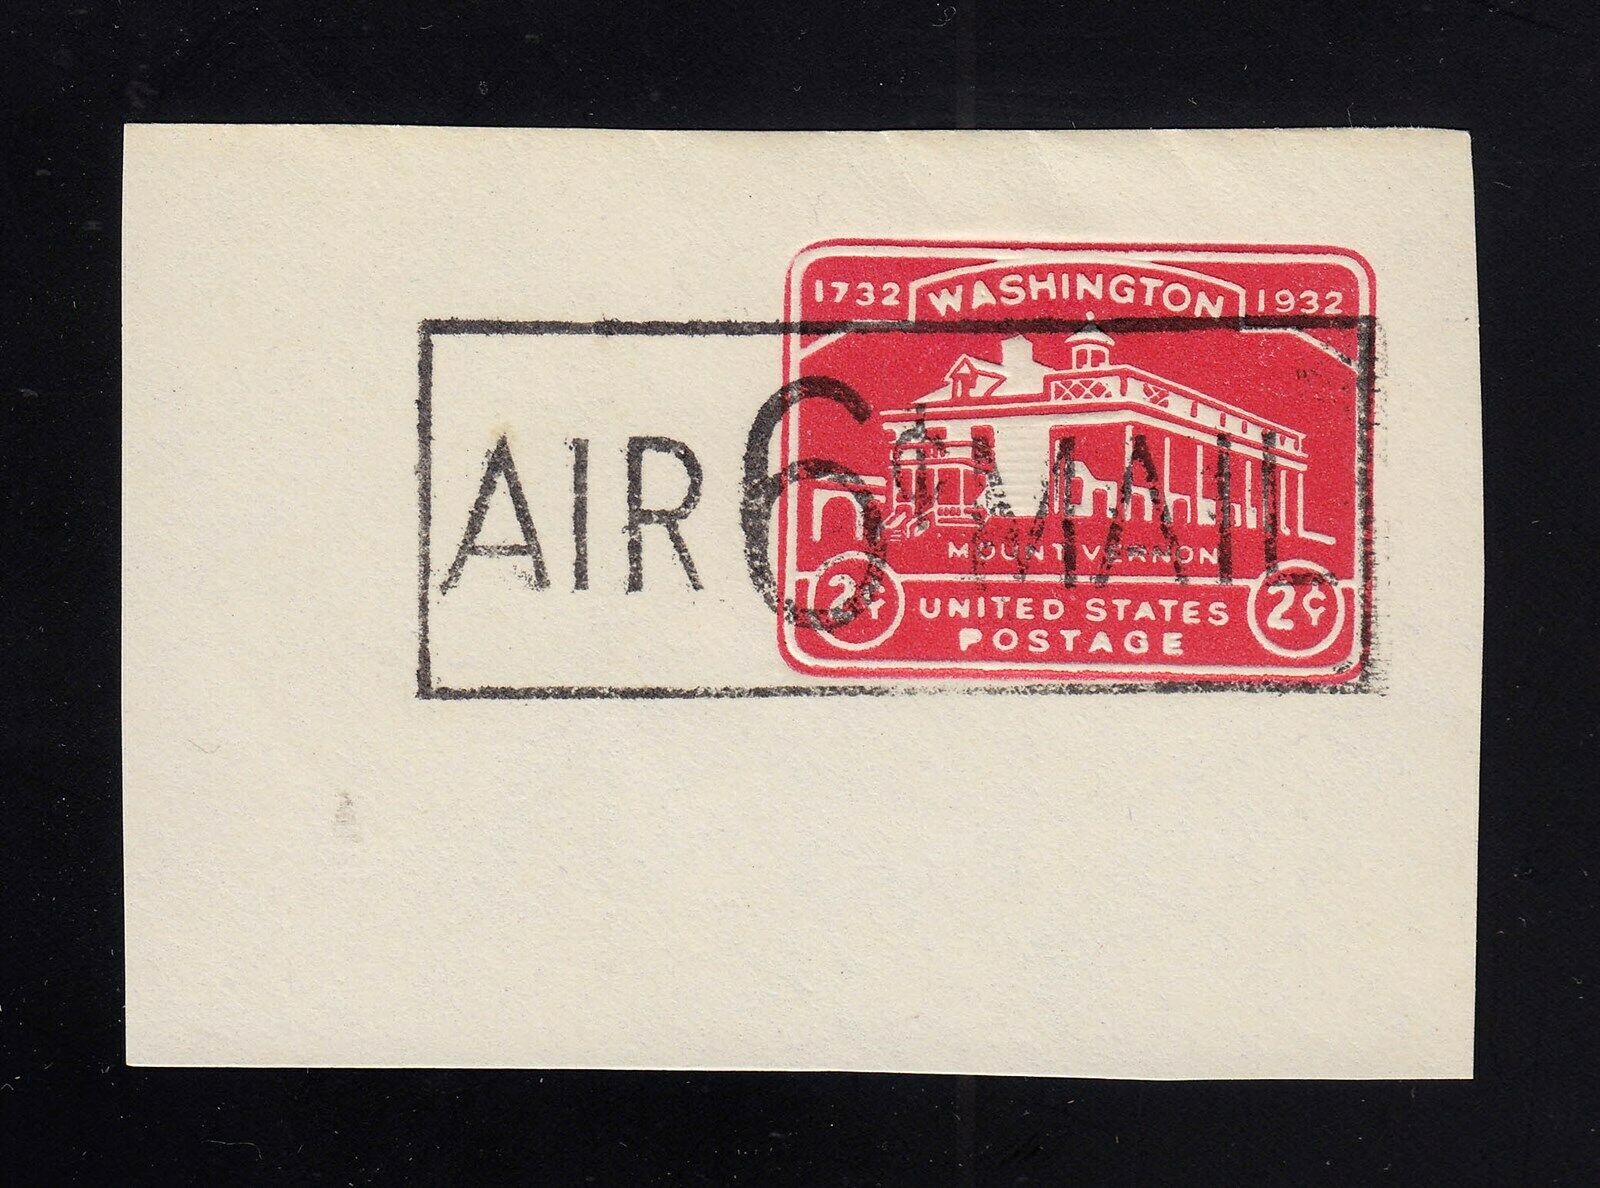 1732 WASHINGTON 1932
AIR 6¢ MAIL
MOUNT VERNON
2¢ UNITED STATES 2¢
POSTAGE